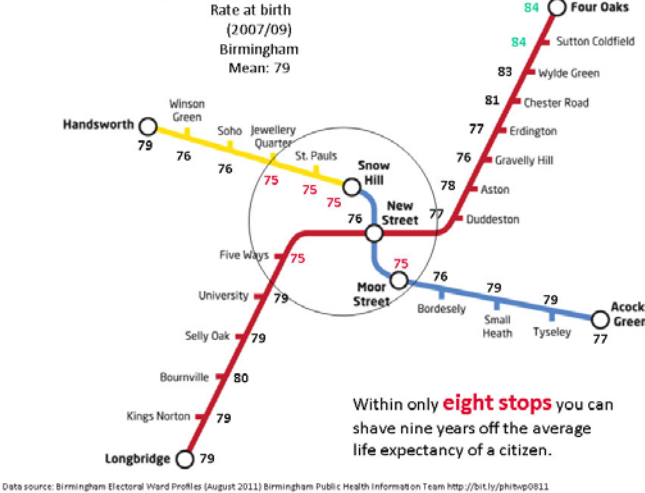 Rate at birth
(2007/09)
Birmingham
Mean: 79
84 Four Oaks
84 Sutton Coldfield
83 Wylde Green
81 Chester Road
77 Erdington
76 Gravelly Hill
78 Aston
77 Duddeston
Handsworth
79
Winson
Green
76
Soho
76
Jewellery
Quarter
75
St. Pauls
75
Snow
Hill
75
New
Street
76
Five Ways 75
University 79
Selly Oak 79
Bournville 80
Kings Norton 79
Longbridge 79
75
Moor
Street
76
Bordesely
79
Small
Heath
79
Tyseley
Acock
Green
77
Within only eight stops you can
shave nine years off the average
life expectancy of a citizen.
Data source: Birmingham Electoral Ward Profiles (August 2011) Birmingham Public Health Information Team http://bit.ly/phitwp0811